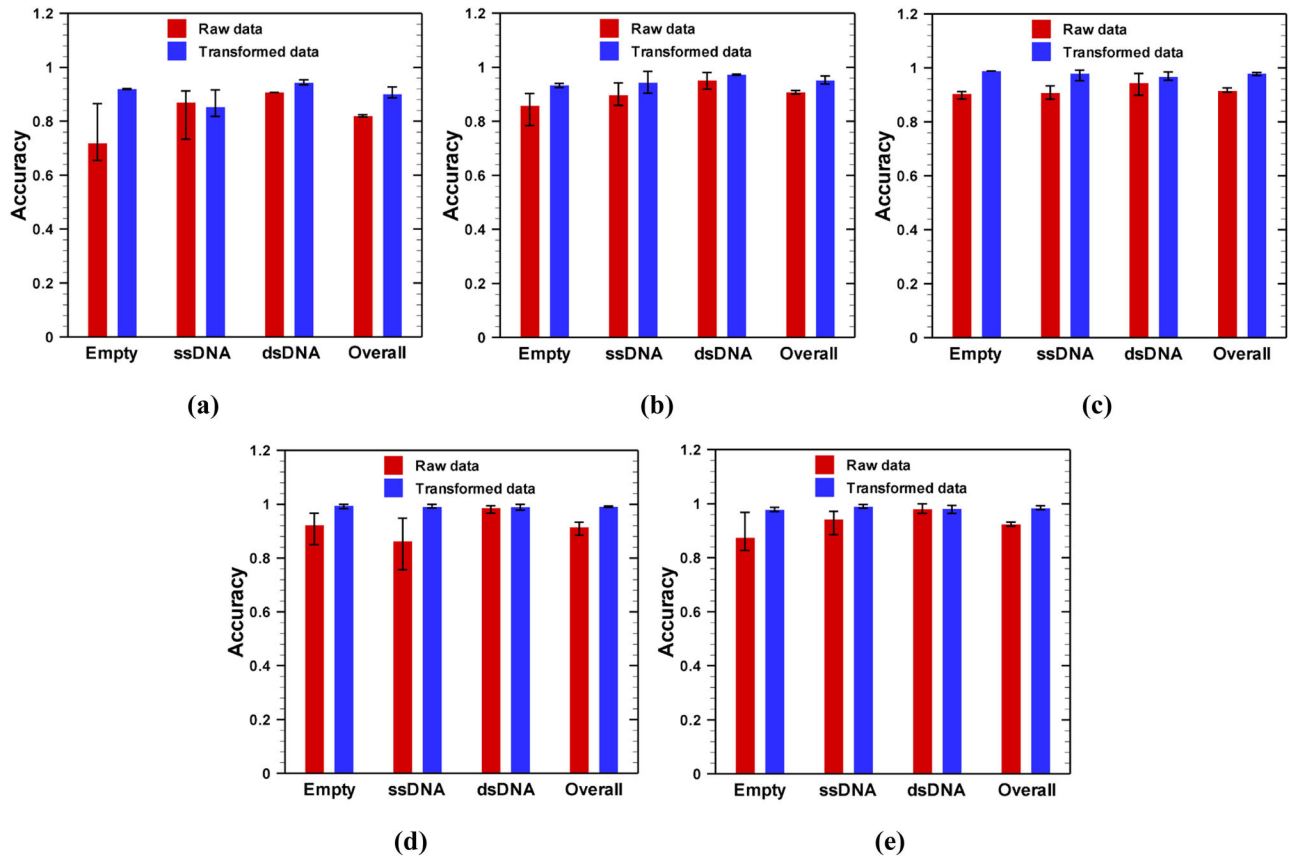 Accuracy
1.2
1
0.8
0.6
0.4
0.2
0
Raw data
Transformed data
Empty ssDNA dsDNA Overall
(a)
Accuracy
1.2
1
0.8
0.6
0.4
0.2
0
Raw data
Transformed data
Empty ssDNA dsDNA Overall
(b)
Accuracy
1.2
1
0.8
0.6
0.4
0.2
0
Raw data
Transformed data
Empty ssDNA dsDNA Overall
(c)
Accuracy
1.2
1
0.8
0.6
0.4
0.2
0
Raw data
Transformed data
Empty ssDNA dsDNA Overall
(d)
Accuracy
1.2
1
0.8
0.6
0.4
0.2
0
Raw data
Transformed data
Empty ssDNA dsDNA Overall
(e)